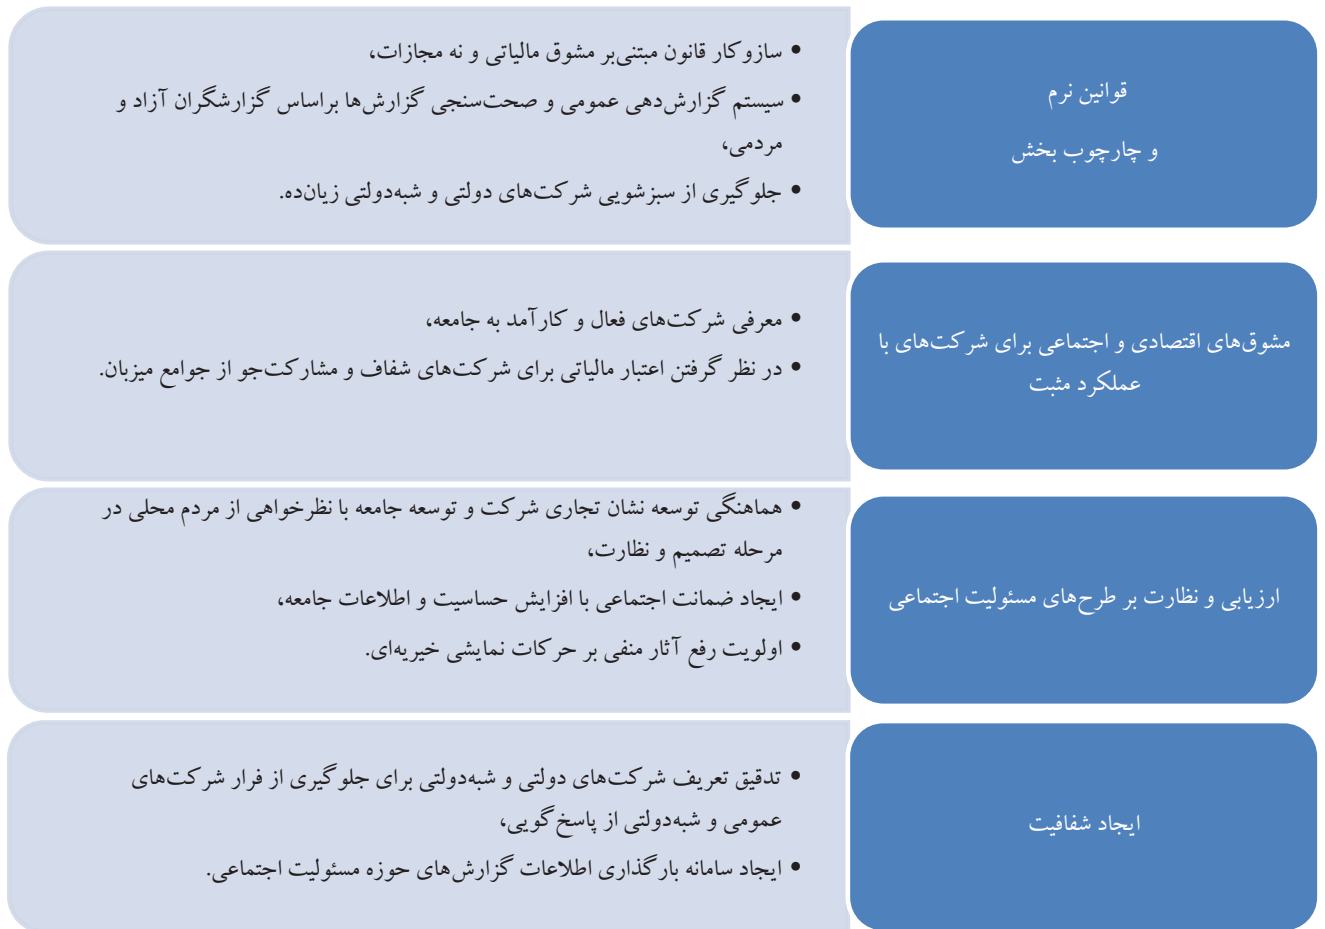 قوانین نرم
و چارچوب بخش
• سازوکار قانون مبتنی‌بر مشوق مالیاتی و نه مجازات،
• سیستم گزارش‌دهی عمومی و صحت‌سنجی گزارش‌ها براساس گزارشگران آزاد و
مردمی،
• جلوگیری از سبزشویی شرکت‌های دولتی و شبه‌دولتی زیان‌ده.
مشوق‌های اقتصادی و اجتماعی برای شرکت‌های با
عملکرد مثبت
• معرفی شرکت‌های فعال و کارآمد به جامعه،
• در نظر گرفتن اعتبار مالیاتی برای شرکت‌های شفاف و مشارکت‌جو از جوامع میزبان.
ارزیابی و نظارت بر طرح‌های مسئولیت اجتماعی
• هماهنگی توسعه نشان تجاری شرکت و توسعه جامعه با نظرخواهی از مردم محلی در
مرحله تصمیم و نظارت،
• ایجاد ضمانت اجتماعی با افزایش حساسیت و اطلاعات جامعه،
• اولویت رفع آثار منفی بر حرکات نمایشی خیریه‌ای.
ایجاد شفافیت
• تدقیق تعریف شرکت‌های دولتی و شبه‌دولتی برای جلوگیری از فرار شرکت‌های
عمومی و شبه‌دولتی از پاسخ‌گویی،
• ایجاد سامانه بارگذاری اطلاعات گزارش‌های حوزه مسئولیت اجتماعی.